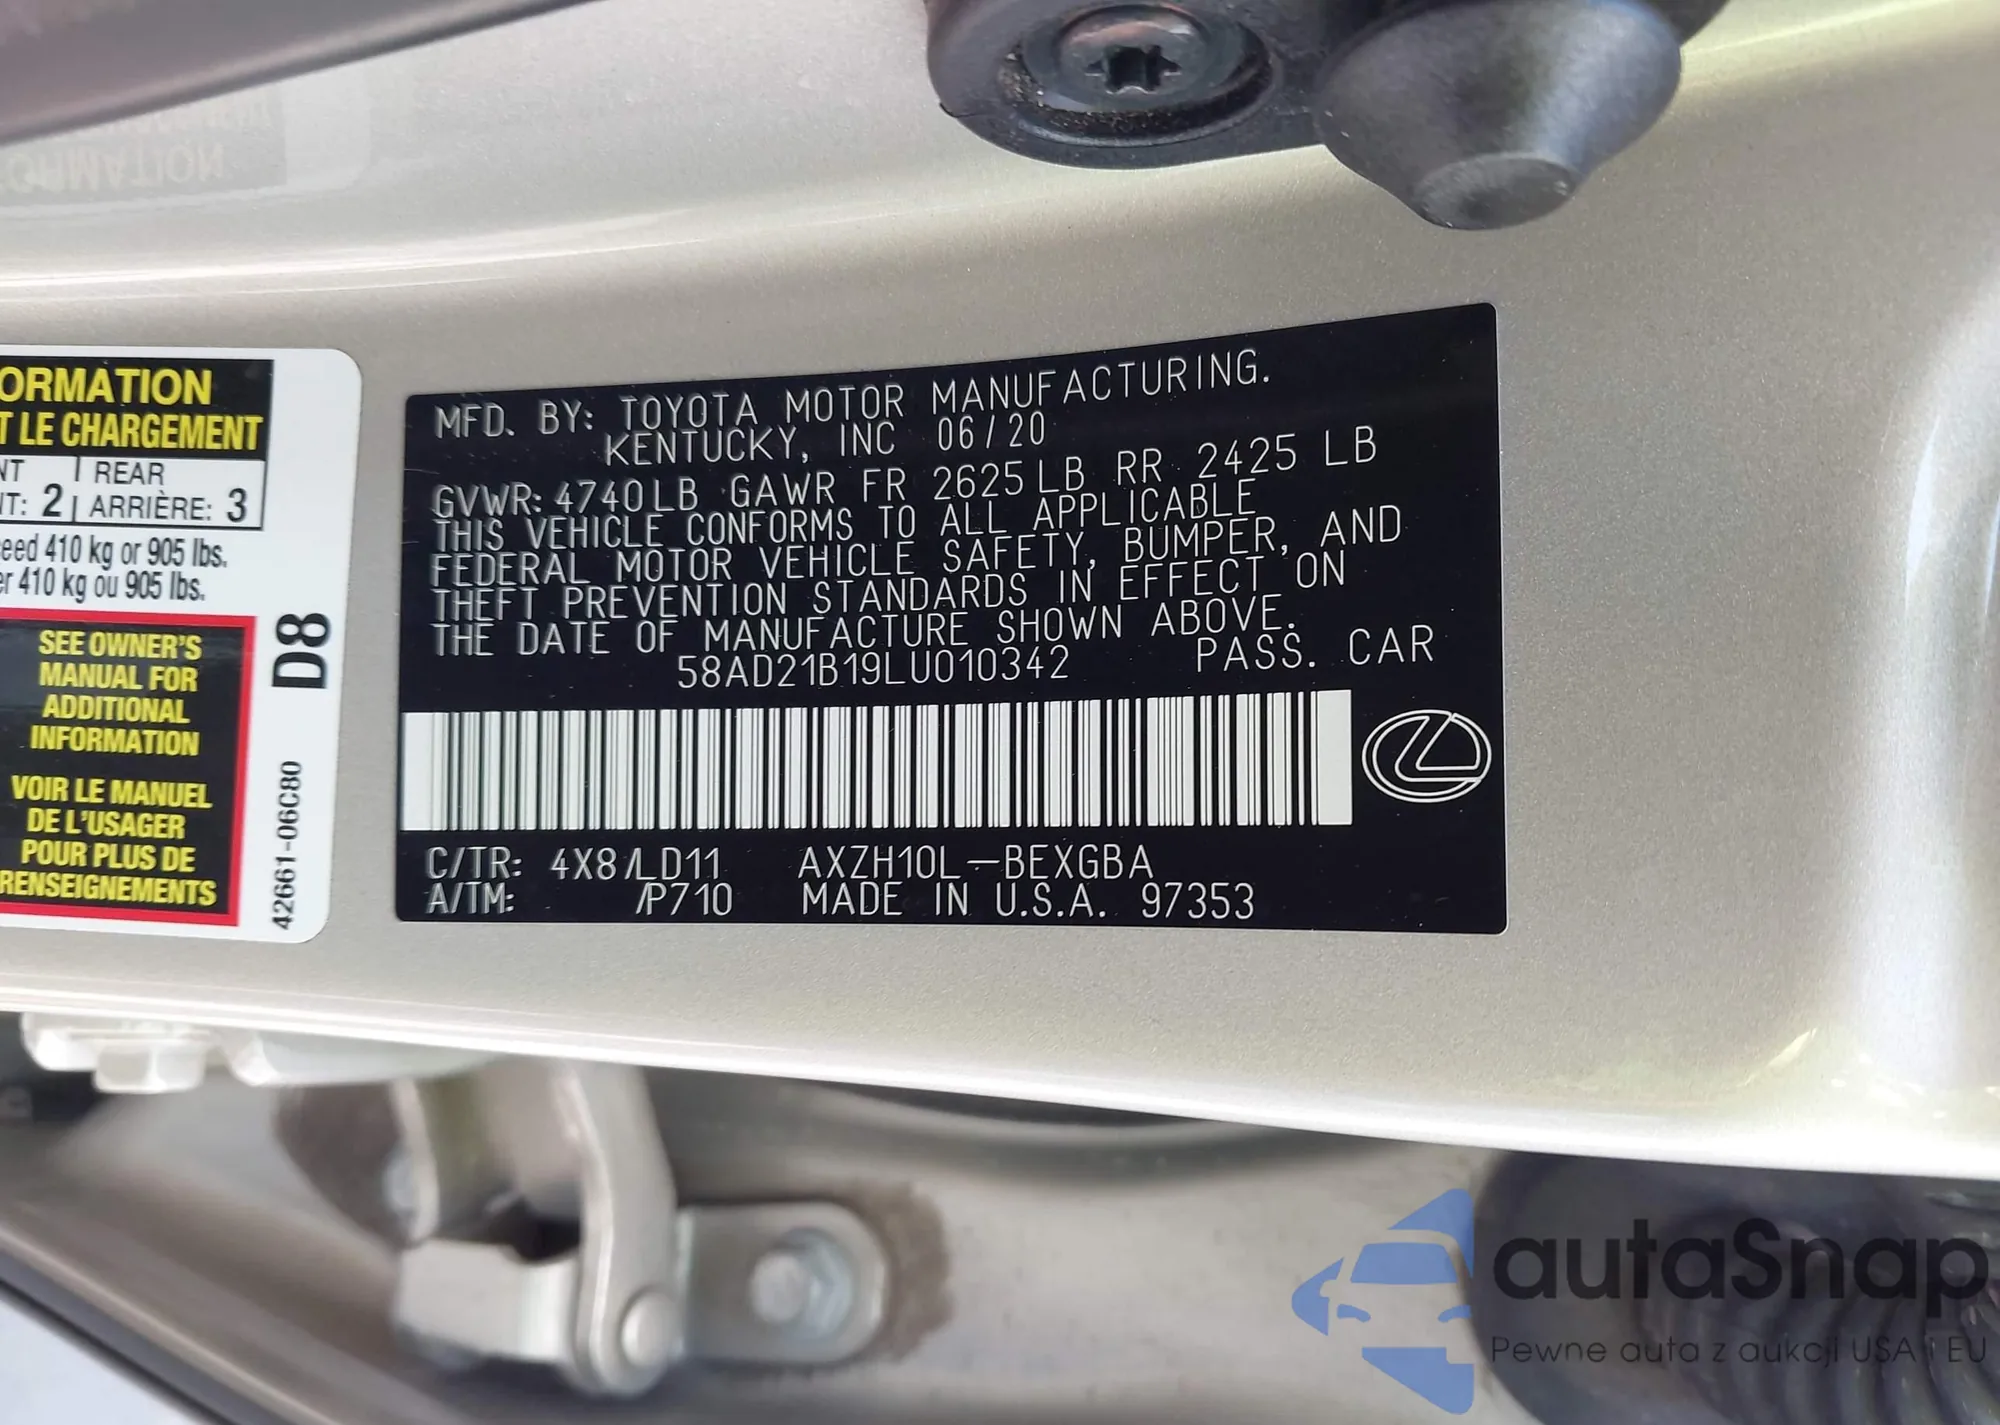 ORMATION
T LE CHARGEMENT
NT | REAR
NT: 2 | ARRIÈRE: 3
eed 410 kg or 905 lbs.
er 410 kg ou 905 lbs.
SEE OWNER'S
MANUAL FOR
ADDITIONAL
INFORMATION
VOIR LE MANUEL
DE L'USAGER
POUR PLUS DE
RENSEIGNEMENTS
D8
42661-06C80
MFD. BY: TOYOTA MOTOR MANUFACTURING.
KENTUCKY, INC 06/20
GVWR: 4740LB GAWR FR 2625 LB RR 2425 LB
THIS VEHICLE CONFORMS TO ALL APPLICABLE
FEDERAL MOTOR VEHICLE SAFETY, BUMPER, AND
THEFT PREVENTION STANDARDS IN EFFECT ON
THE DATE OF MANUFACTURE SHOWN ABOVE.
58AD21B19LU010342 PASS. CAR
C/TR: 4X8/LD11 AXZH10L-BEXGBA
A/TM: /P710 MADE IN U.S.A. 97353
autoSnap
Pewne auta z aukcji USA i EU